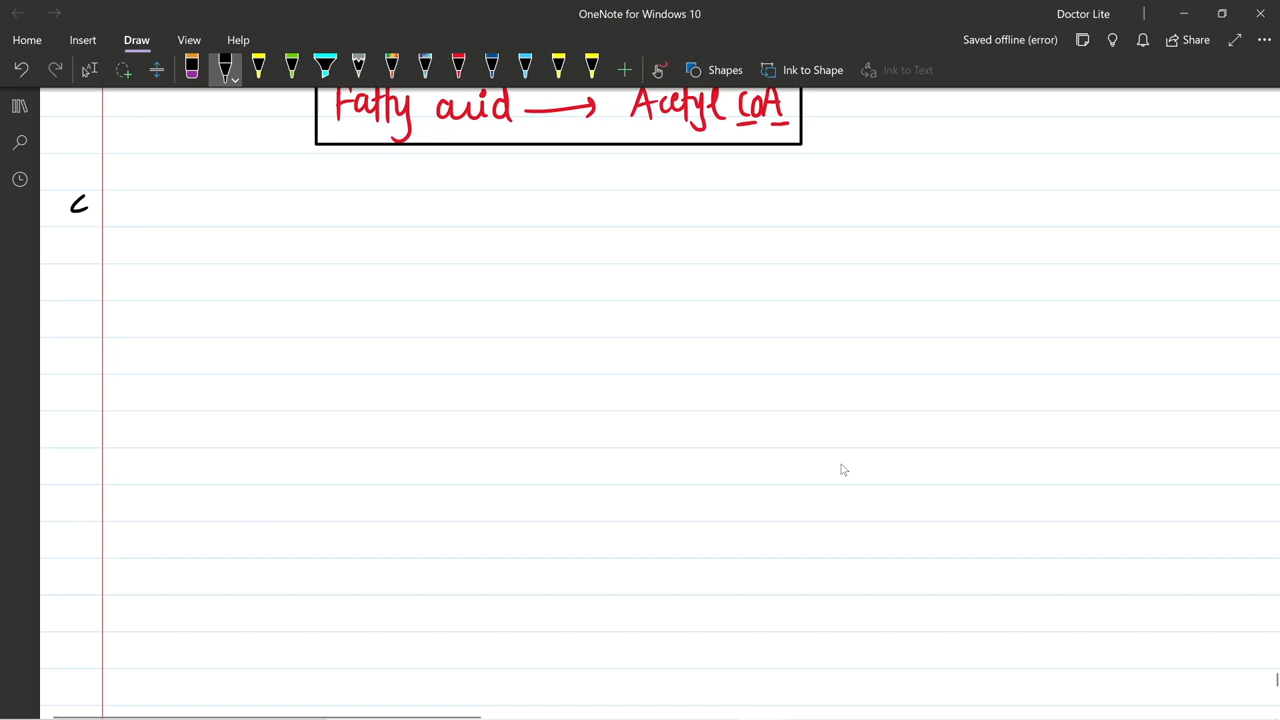 OneNote for Windows 10
Doctor Lite
Home Insert Draw View Help
Saved offline (error)
Share
Shapes
Ink to Shape
Ink to Text
Fatty acid → Acetyl CoA
C